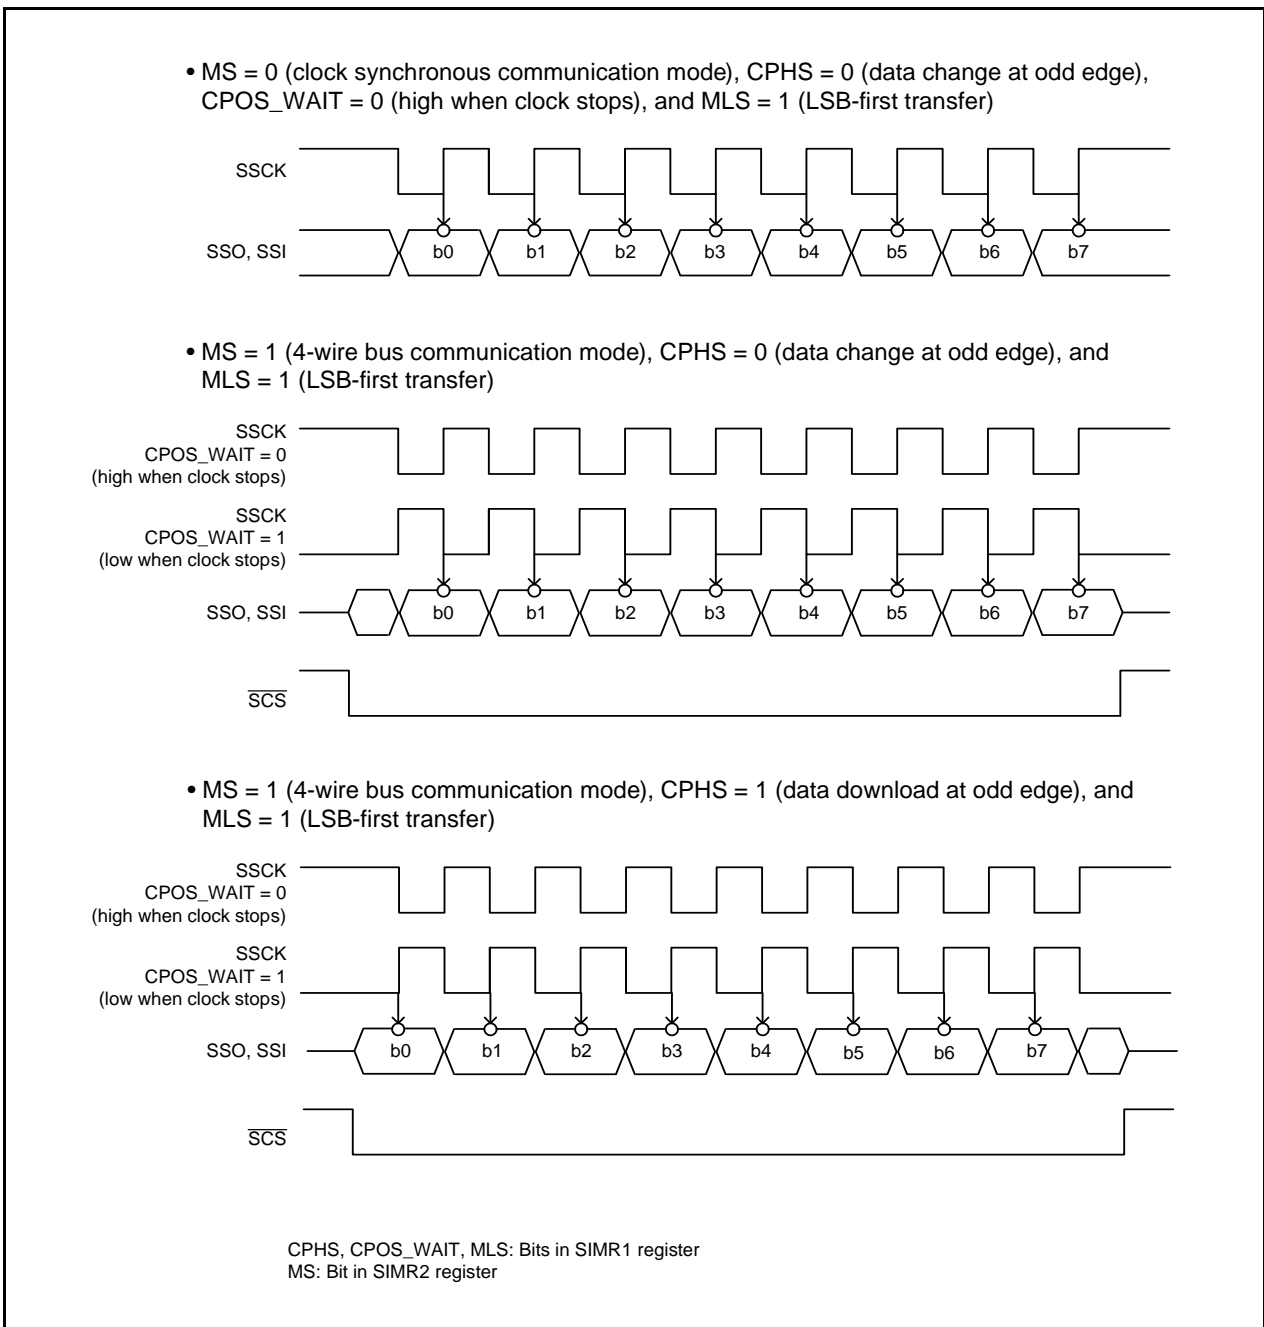 • MS = 0 (clock synchronous communication mode), CPHS = 0 (data change at odd edge),
CPOS_WAIT = 0 (high when clock stops), and MLS = 1 (LSB-first transfer)
SSCK
SSO, SSI
b0 b1 b2 b3 b4 b5 b6 b7
• MS = 1 (4-wire bus communication mode), CPHS = 0 (data change at odd edge), and
MLS = 1 (LSB-first transfer)
SSCK
CPOS_WAIT = 0
(high when clock stops)
SSCK
CPOS_WAIT = 1
(low when clock stops)
SSO, SSI
b0 b1 b2 b3 b4 b5 b6 b7
SCS
• MS = 1 (4-wire bus communication mode), CPHS = 1 (data download at odd edge), and
MLS = 1 (LSB-first transfer)
SSCK
CPOS_WAIT = 0
(high when clock stops)
SSCK
CPOS_WAIT = 1
(low when clock stops)
SSO, SSI
b0 b1 b2 b3 b4 b5 b6 b7
SCS
CPHS, CPOS_WAIT, MLS: Bits in SIMR1 register
MS: Bit in SIMR2 register